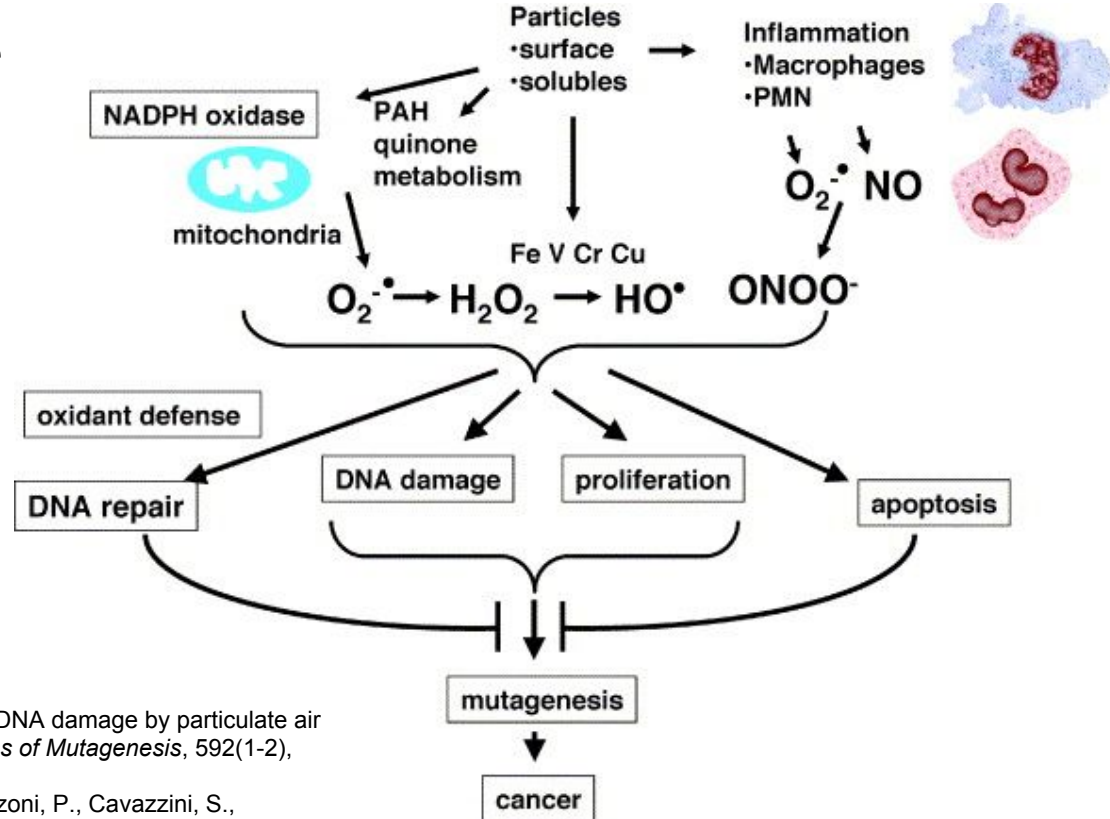 Particles
•surface
•solubles
Inflammation
•Macrophages
•PMN
NADPH oxidase
PAH
quinone
metabolism
mitochondria
O₂⁻• NO
Fe V Cr Cu
O₂⁻• → H₂O₂ → HO•
ONOO⁻
oxidant defense
DNA repair
DNA damage
proliferation
apoptosis
mutagenesis
cancer
DNA damage by particulate air
s of Mutagenesis, 592(1-2),
zoni, P., Cavazzini, S.,